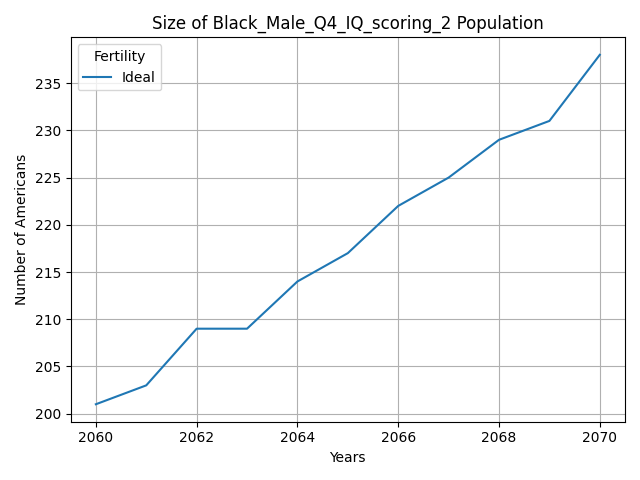 Size of Black_Male_Q4_IQ_scoring_2 Population
Fertility
Ideal
Number of Americans
235
230
225
220
215
210
205
200
2060
2062
2064
2066
2068
2070
Years